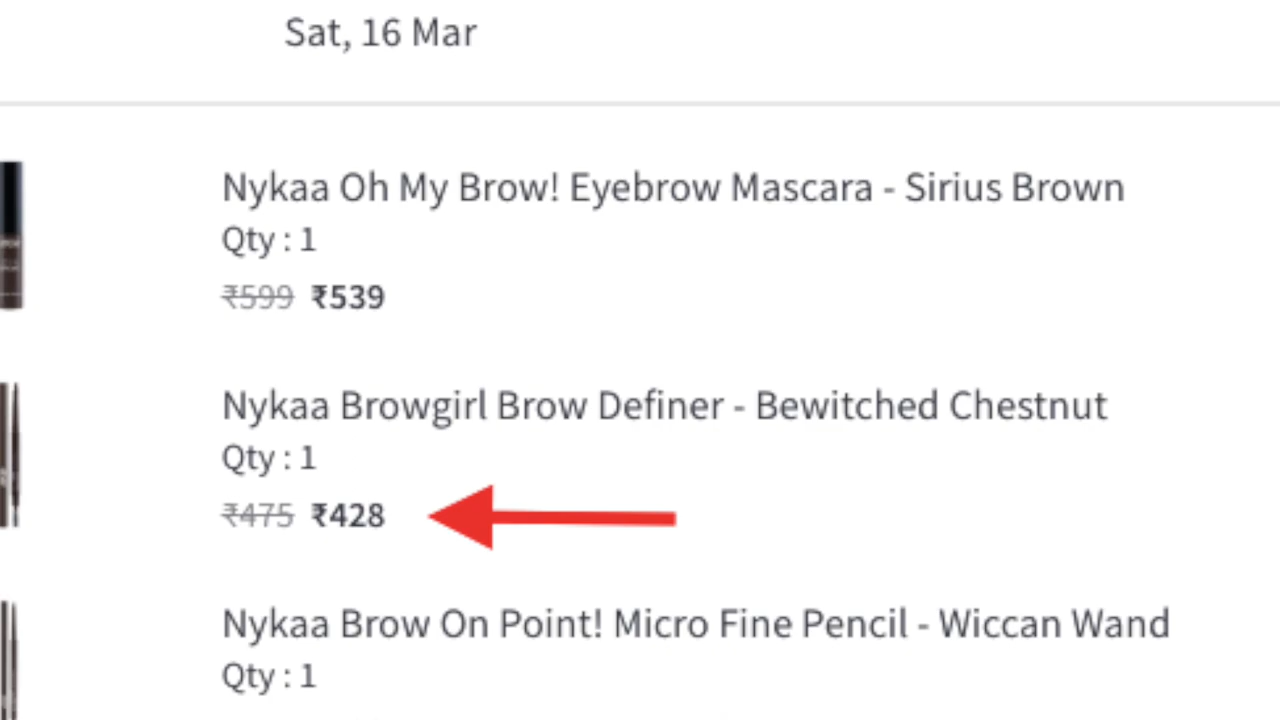 Sat, 16 Mar
Nykaa Oh My Brow! Eyebrow Mascara - Sirius Brown
Qty : 1
₹599 ₹539
Nykaa Browgirl Brow Definer - Bewitched Chestnut
Qty : 1
₹475 ₹428
Nykaa Brow On Point! Micro Fine Pencil - Wiccan Wand
Qty : 1